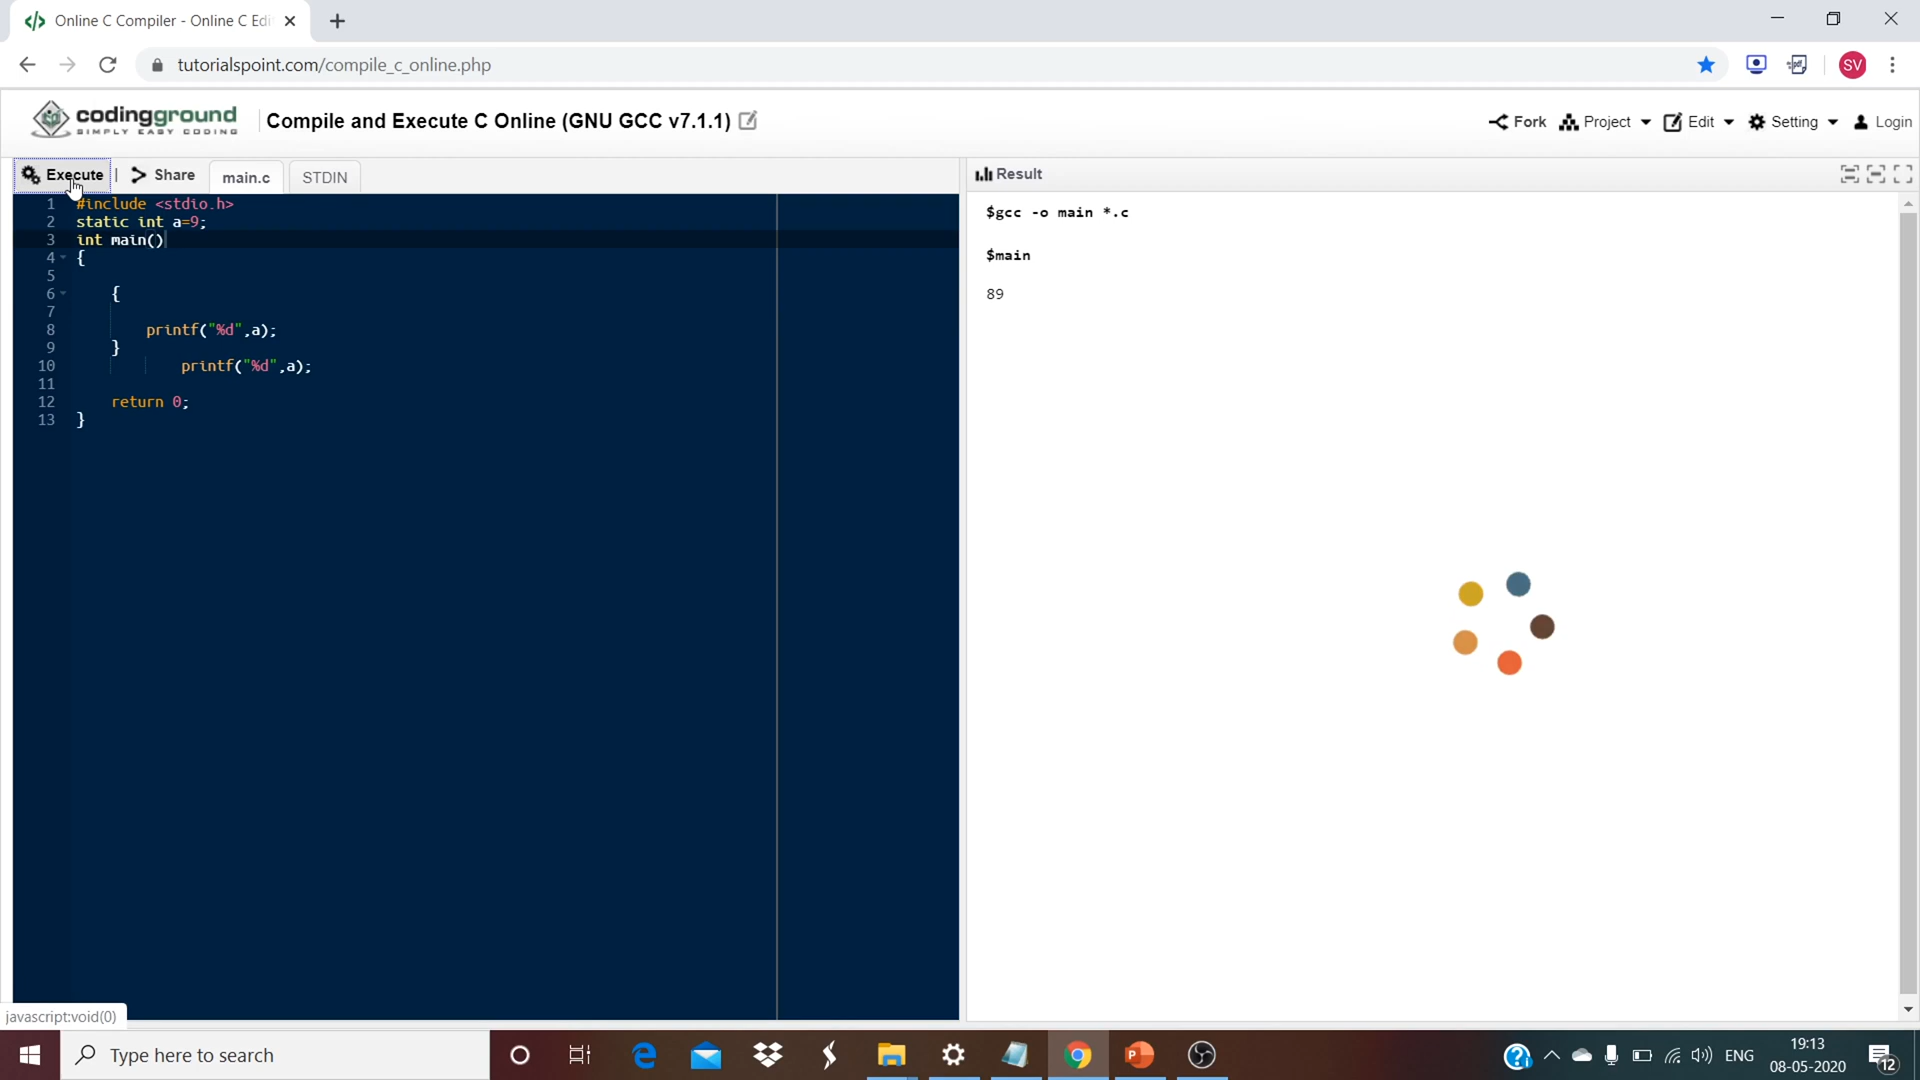 Online C Compiler - Online C Edi
tutorialspoint.com/compile_c_online.php
SV
codingground
SIMPLY EASY CODING
Compile and Execute C Online (GNU GCC v7.1.1)
Fork Project Edit Setting Login
Execute | Share main.c STDIN
Result
1 #include <stdio.h>
2 static int a=9;
3 int main()
4 {
5
6 {
7
8 printf("%d",a);
9 }
10 printf("%d",a);
11
12 return 0;
13 }
$gcc -o main *.c
$main
89
javascript:void(0)
Type here to search
ENG
19:13
08-05-2020
12